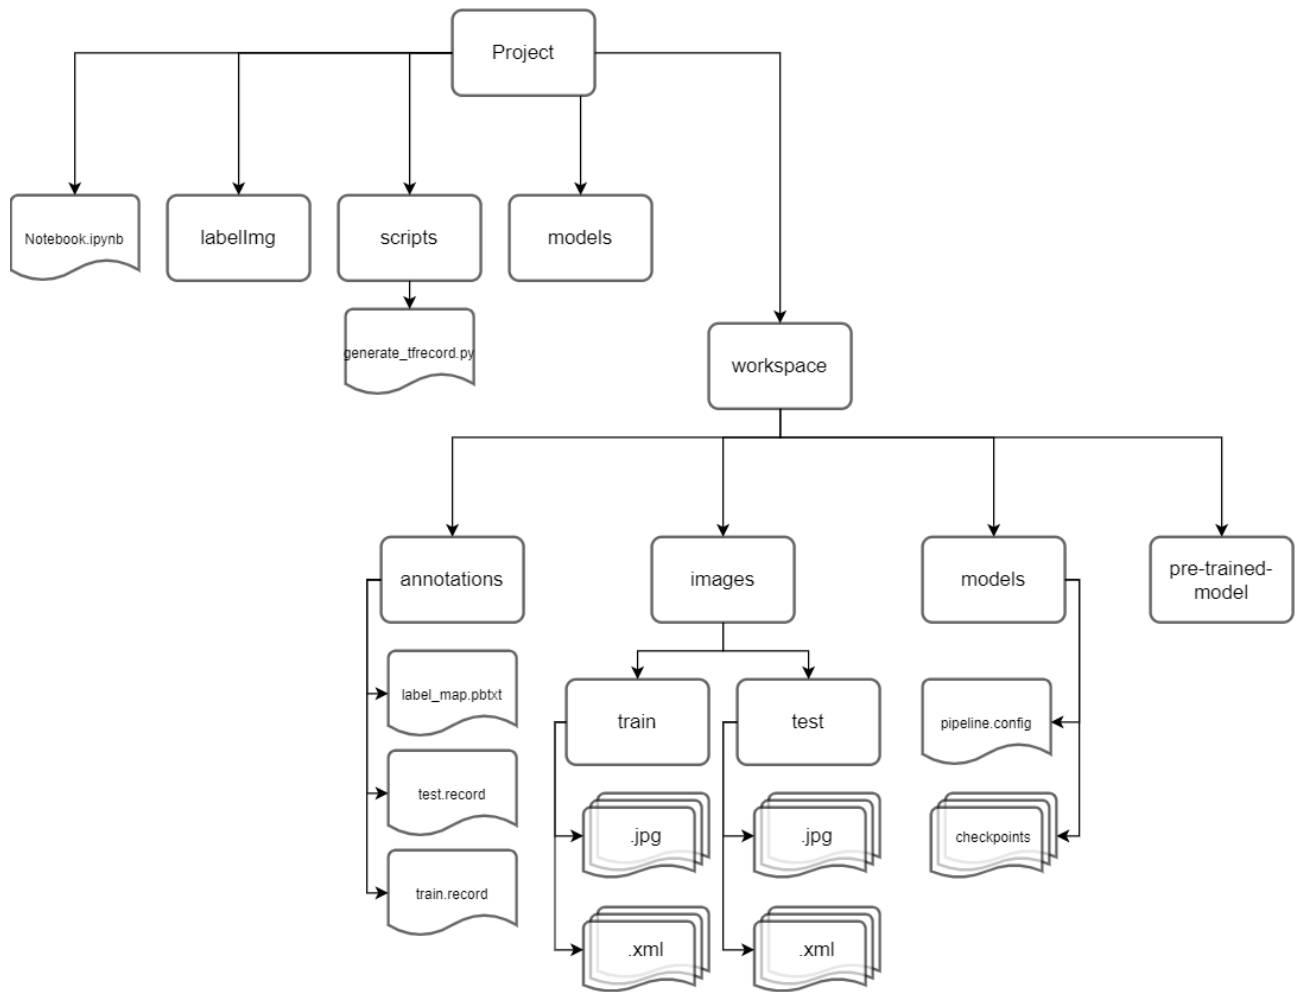 Project
Notebook.ipynb
labelImg
scripts
models
generate_tfrecord.py
workspace
annotations
images
models
pre-trained-
model
label_map.pbtxt
train
test
pipeline.config
test.record
.jpg
.jpg
checkpoints
train.record
.xml
.xml